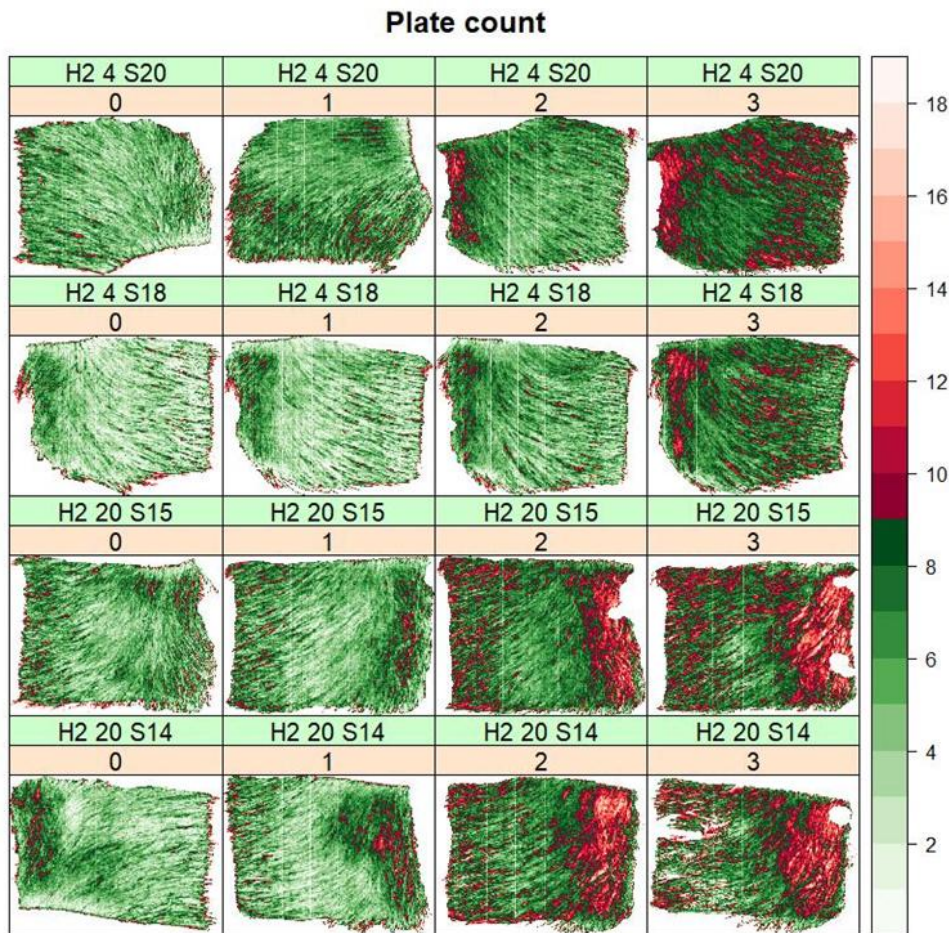 Plate count
H2 4 S20 H2 4 S20 H2 4 S20 H2 4 S20
0 1 2 3
H2 4 S18 H2 4 S18 H2 4 S18 H2 4 S18
0 1 2 3
H2 20 S15 H2 20 S15 H2 20 S15 H2 20 S15
0 1 2 3
H2 20 S14 H2 20 S14 H2 20 S14 H2 20 S14
0 1 2 3
18
16
14
12
10
8
6
4
2